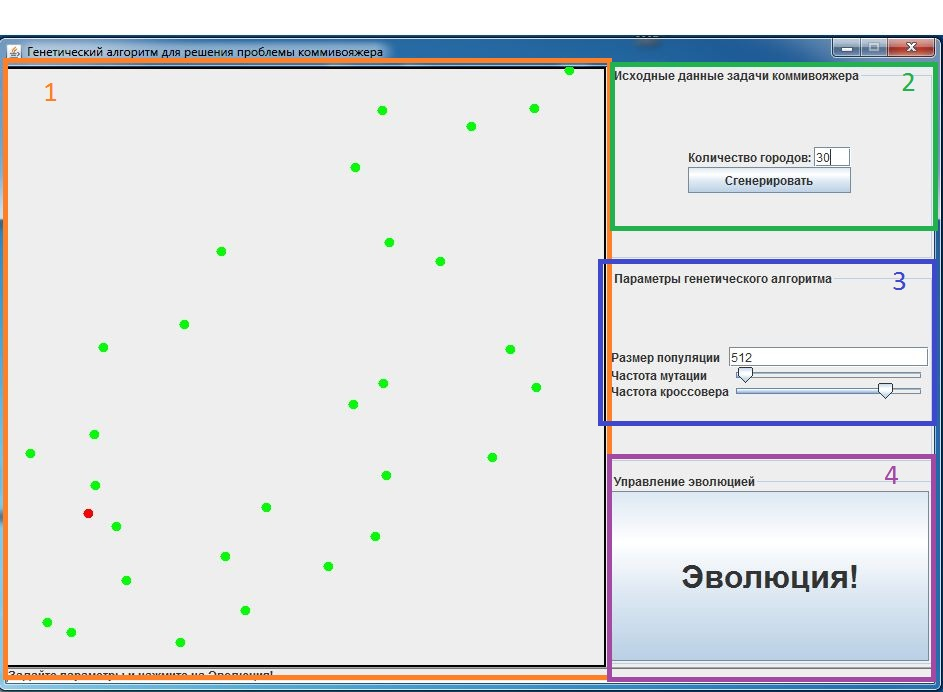 Генетический алгоритм для решения проблемы коммивояжера
1
Исходные данные задачи коммивояжера
2
Количество городов: 30
Сгенерировать
Параметры генетического алгоритма
3
Размер популяции 512
Частота мутации
Частота кроссовера
4
Управление эволюцией
Эволюция!
Задайте параметры и нажмите на Эволюция!